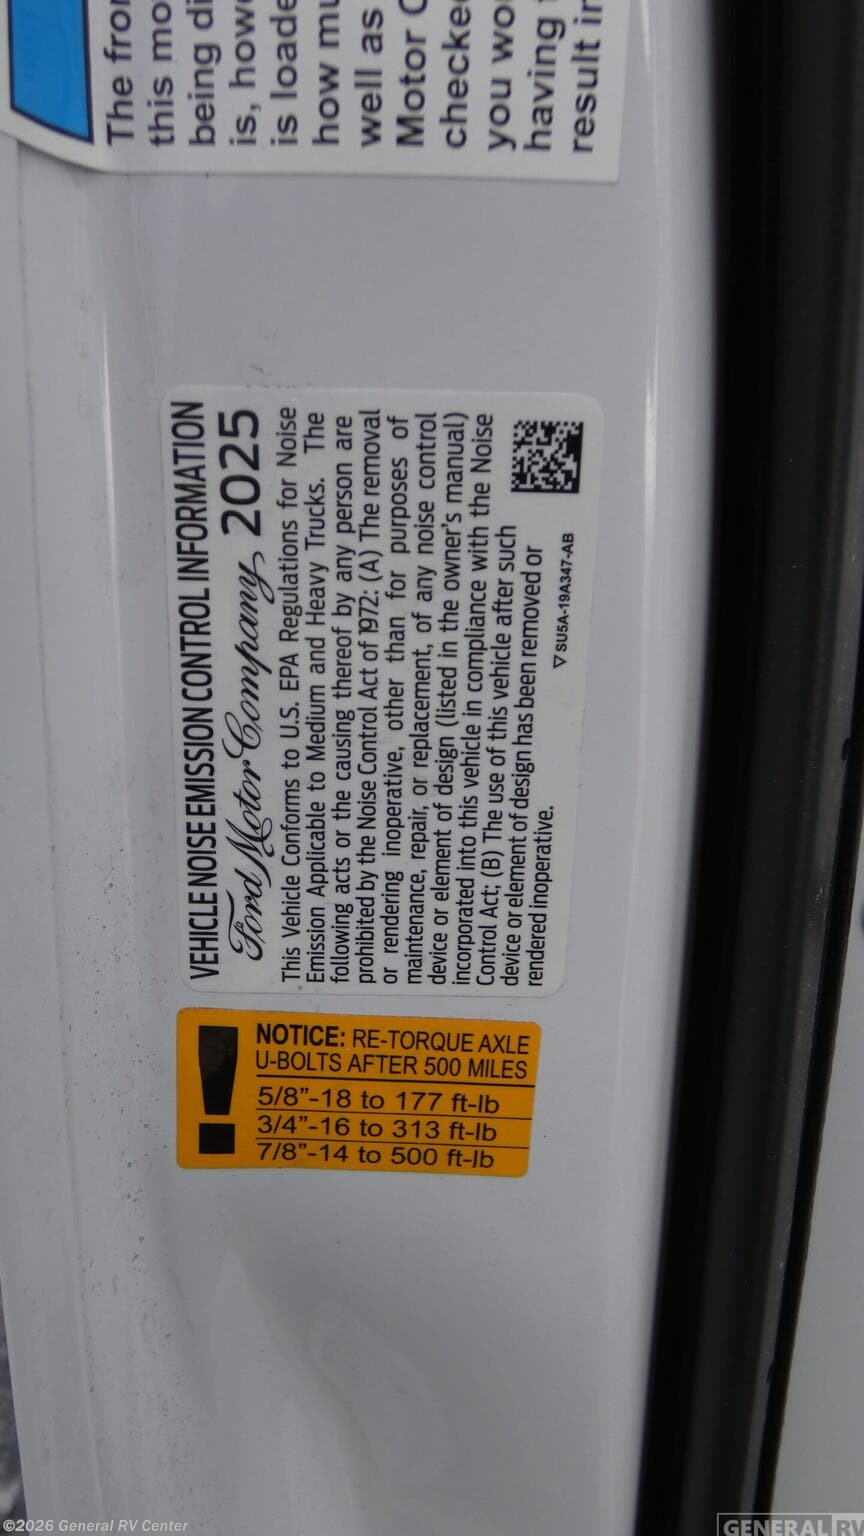 The fro
this mo
being di
is, howe
is loade
how mu
well as
Motor C
checked
you wo
having
result in
VEHICLE NOISE EMISSION CONTROL INFORMATION
Ford Motor Company 2025
This Vehicle Conforms to U.S. EPA Regulations for Noise
Emission Applicable to Medium and Heavy Trucks. The
following acts or the causing thereof by any person are
prohibited by the Noise Control Act of 1972: (A) The removal
or rendering inoperative, other than for purposes of
maintenance, repair, or replacement, of any noise control
device or element of design (listed in the owner's manual)
incorporated into this vehicle in compliance with the Noise
Control Act; (B) The use of this vehicle after such
device or element of design has been removed or
rendered inoperative.
SU5A-19A347-AB
NOTICE: RE-TORQUE AXLE
U-BOLTS AFTER 500 MILES
5/8"-18 to 177 ft-lb
3/4"-16 to 313 ft-lb
7/8"-14 to 500 ft-lb
©2026 General RV Center
GENERAL RV